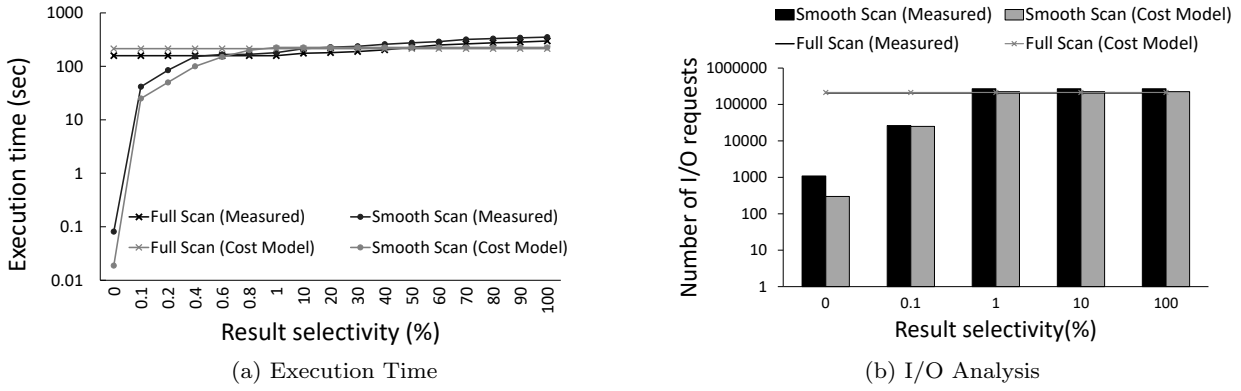 1000
100
10
1
0.1
0.01
Execution time (sec)
Full Scan (Measured)
Smooth Scan (Measured)
Full Scan (Cost Model)
Smooth Scan (Cost Model)
0
0.1
0.2
0.4
0.6
0.8
1
10
20
30
40
50
60
70
80
90
100
Result selectivity (%)
(a) Execution Time
Smooth Scan (Measured)
Smooth Scan (Cost Model)
Full Scan (Measured)
Full Scan (Cost Model)
1000000
100000
10000
1000
100
10
1
Number of I/O requests
0
0.1
1
10
100
Result selectivity(%)
(b) I/O Analysis